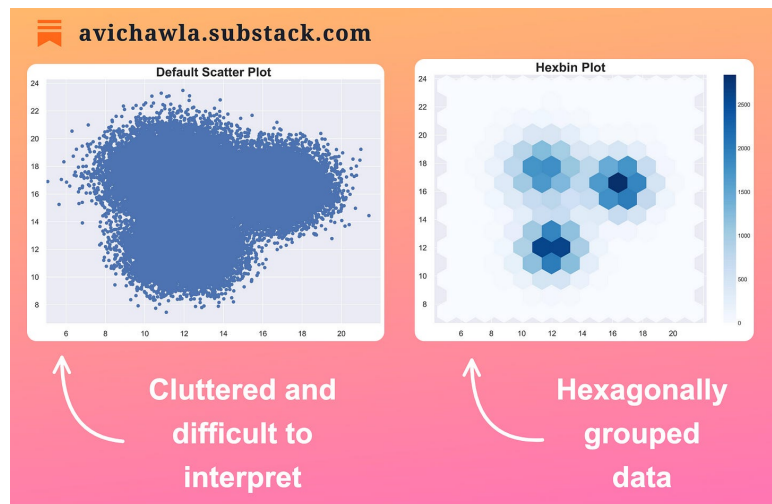 avichawla.substack.com
Default Scatter Plot
24
22
20
18
16
14
12
10
8
6 8 10 12 14 16 18 20
Hexbin Plot
24
22
20
18
16
14
12
10
8
6 8 10 12 14 16 18 20
2500
2000
1500
1000
500
0
Cluttered and
difficult to
interpret
Hexagonally
grouped
data